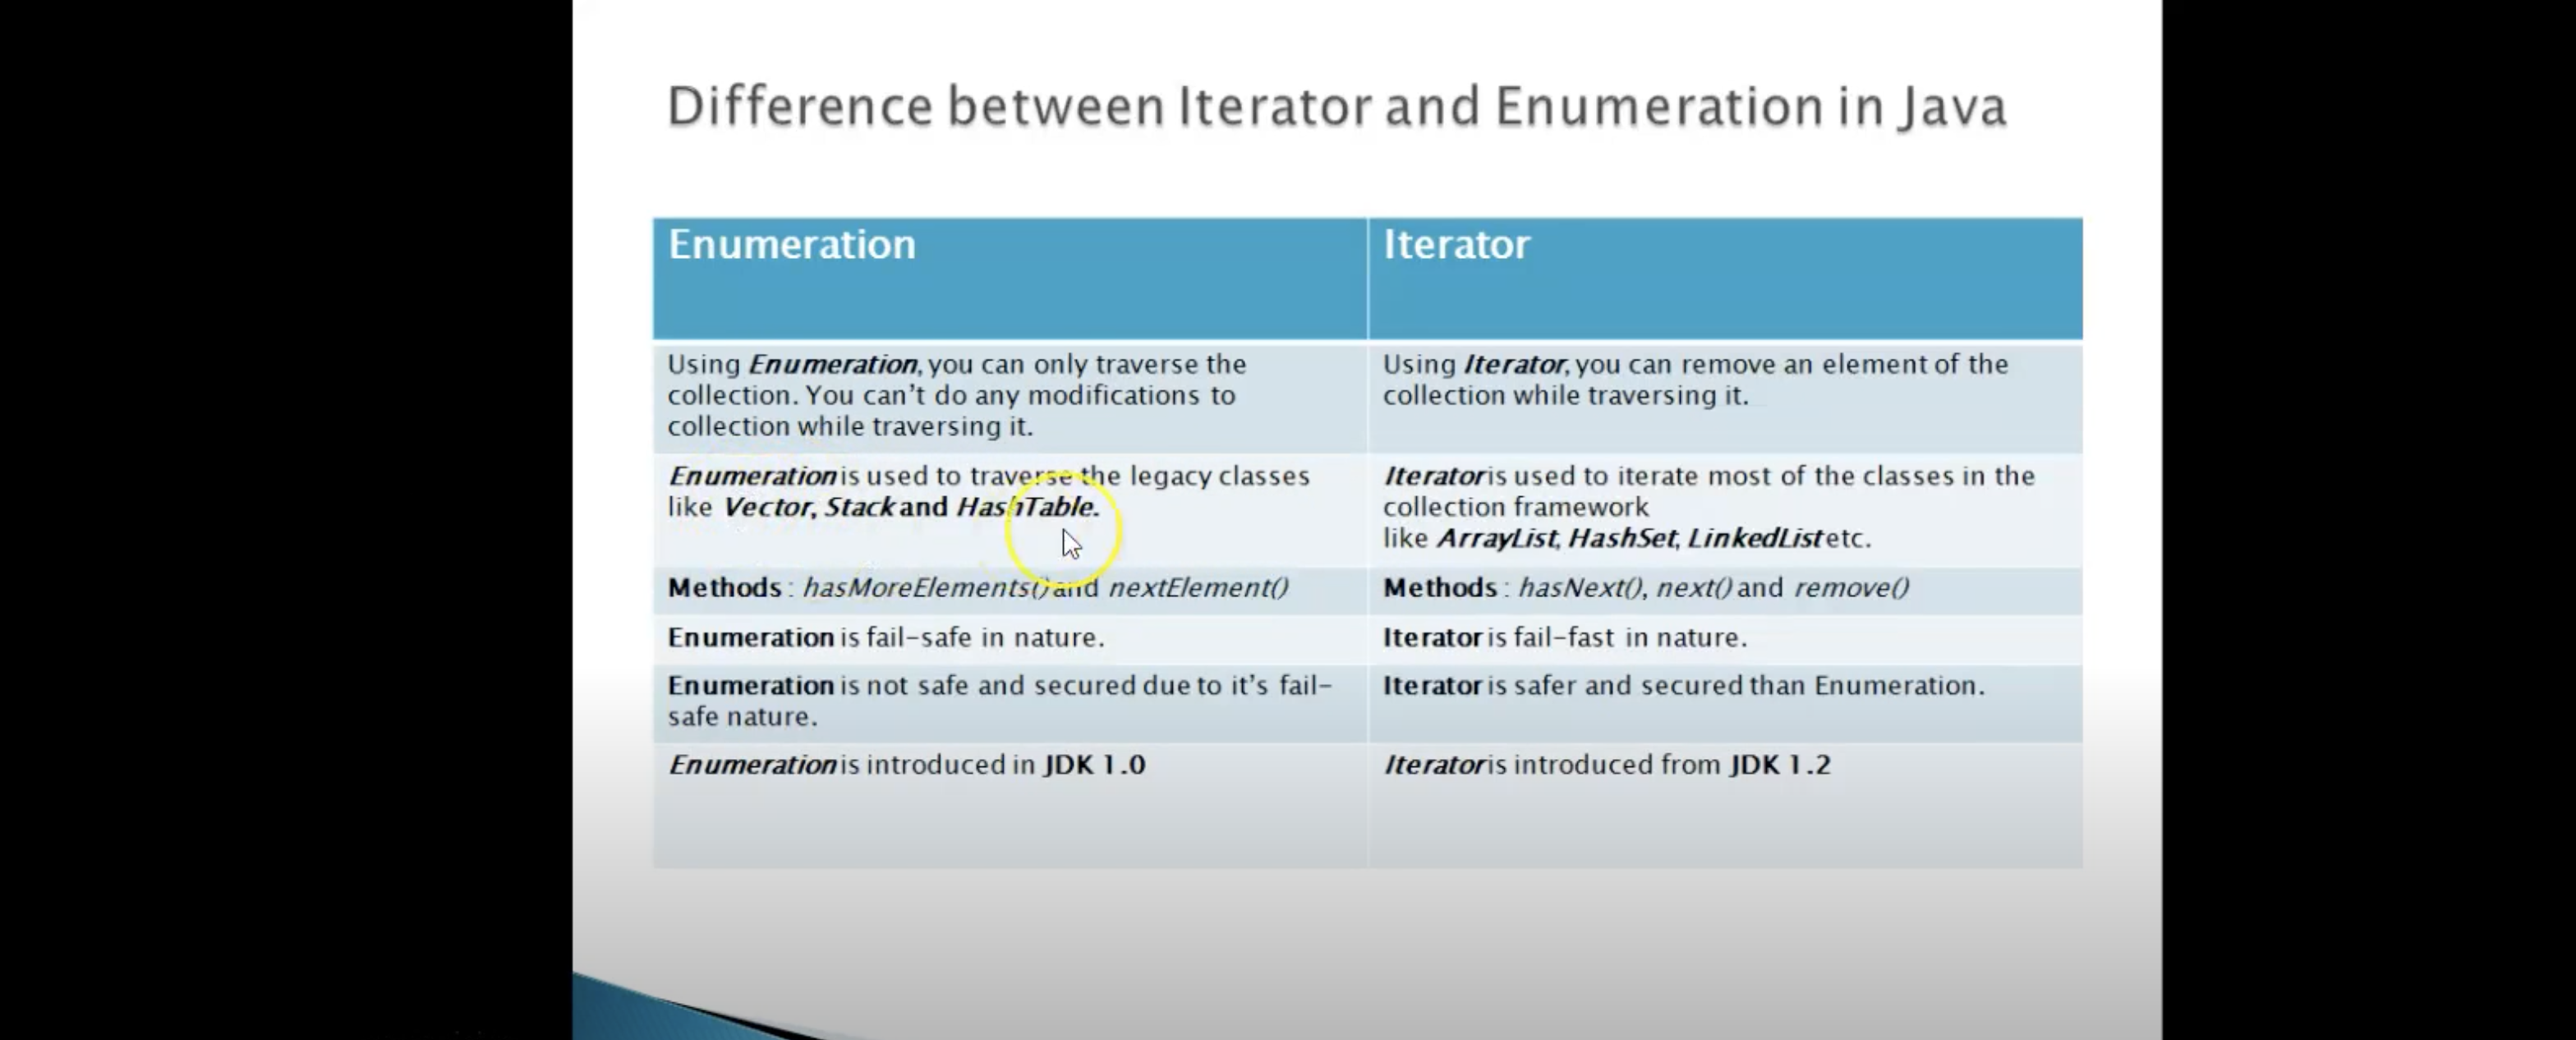 Difference between Iterator and Enumeration in Java
Enumeration
Iterator
Using Enumeration, you can only traverse the
collection. You can't do any modifications to
collection while traversing it.
Using Iterator, you can remove an element of the
collection while traversing it.
Enumeration is used to traverse the legacy classes
like Vector, Stack and HashTable.
Iterator is used to iterate most of the classes in the
collection framework
like ArrayList, HashSet, LinkedList etc.
Methods : hasMoreElements() and nextElement()
Methods : hasNext(), next() and remove()
Enumeration is fail-safe in nature.
Iterator is fail-fast in nature.
Enumeration is not safe and secured due to it's fail-
safe nature.
Iterator is safer and secured than Enumeration.
Enumeration is introduced in JDK 1.0
Iterator is introduced from JDK 1.2